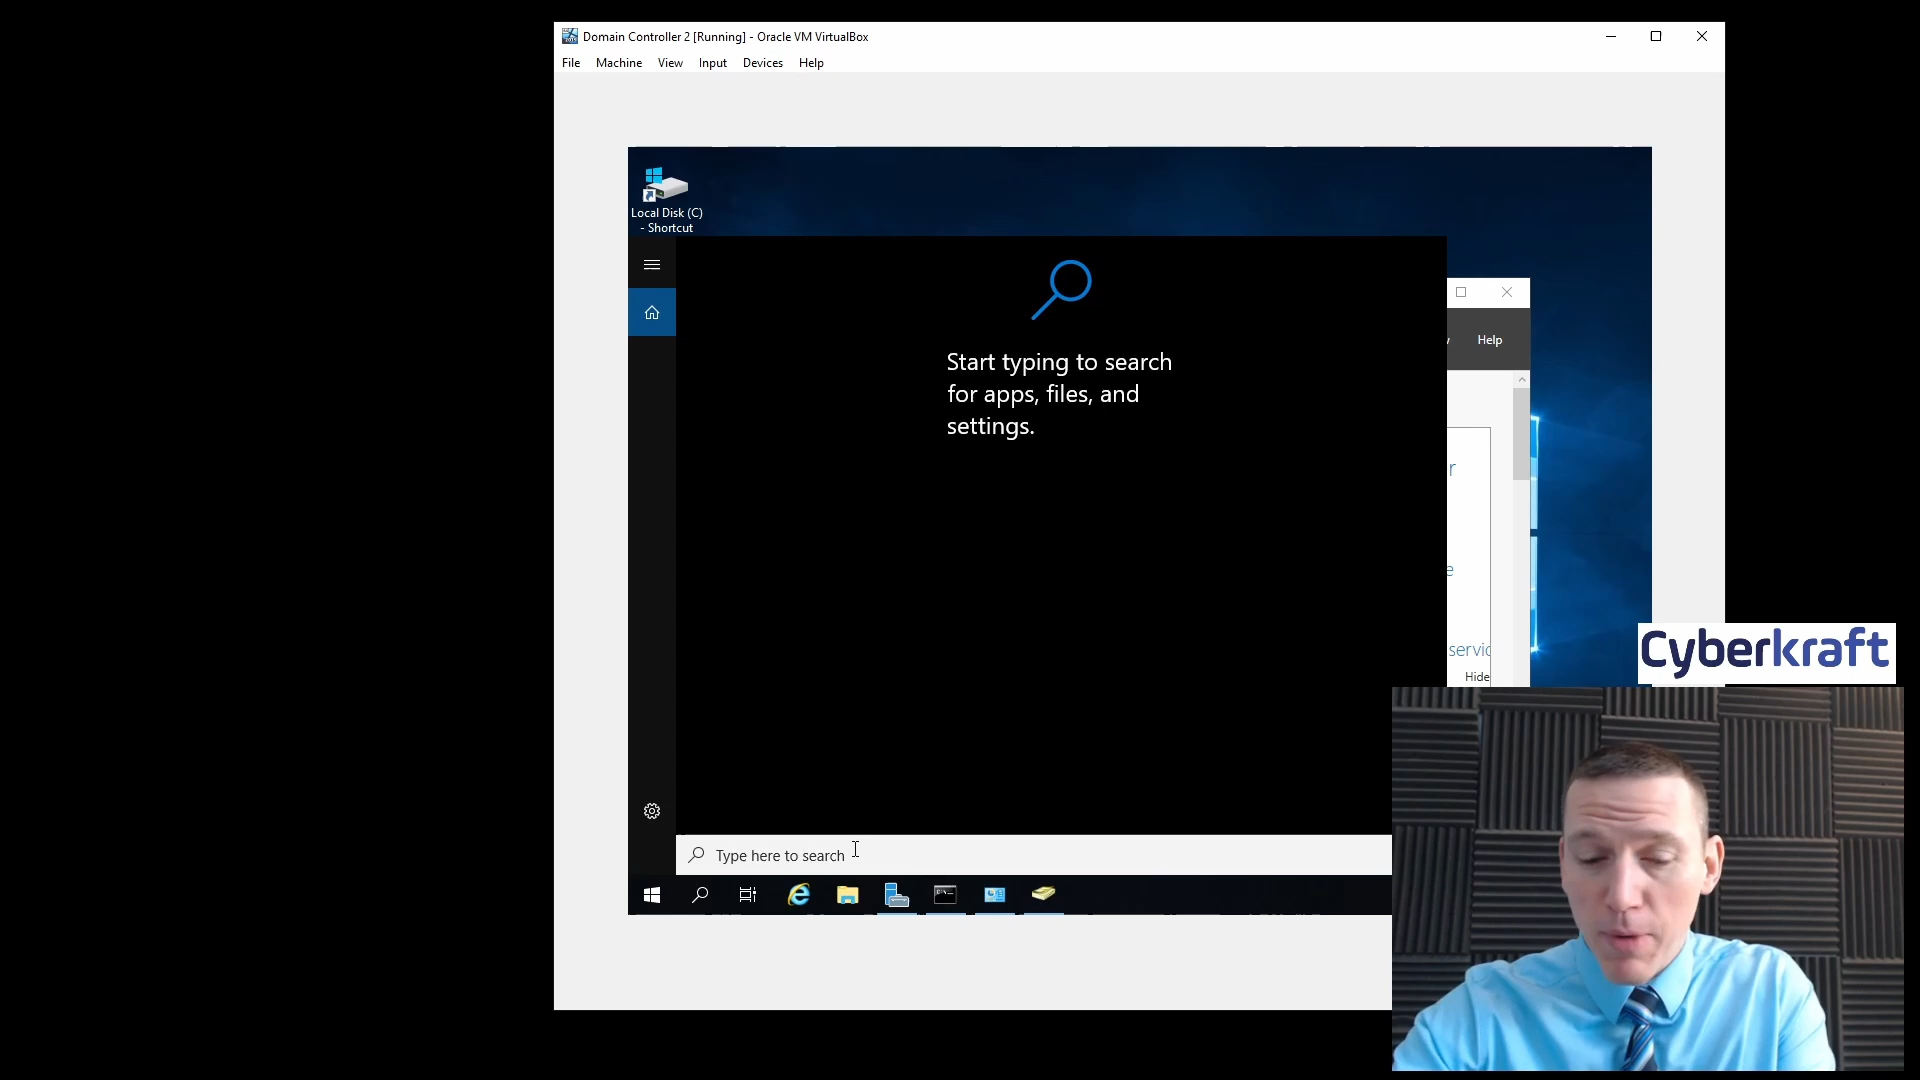 Domain Controller 2 [Running] - Oracle VM VirtualBox
File Machine View Input Devices Help
Local Disk (C)
- Shortcut
Help
Start typing to search
for apps, files, and
settings.
Hide
Type here to search
Cyberkraft